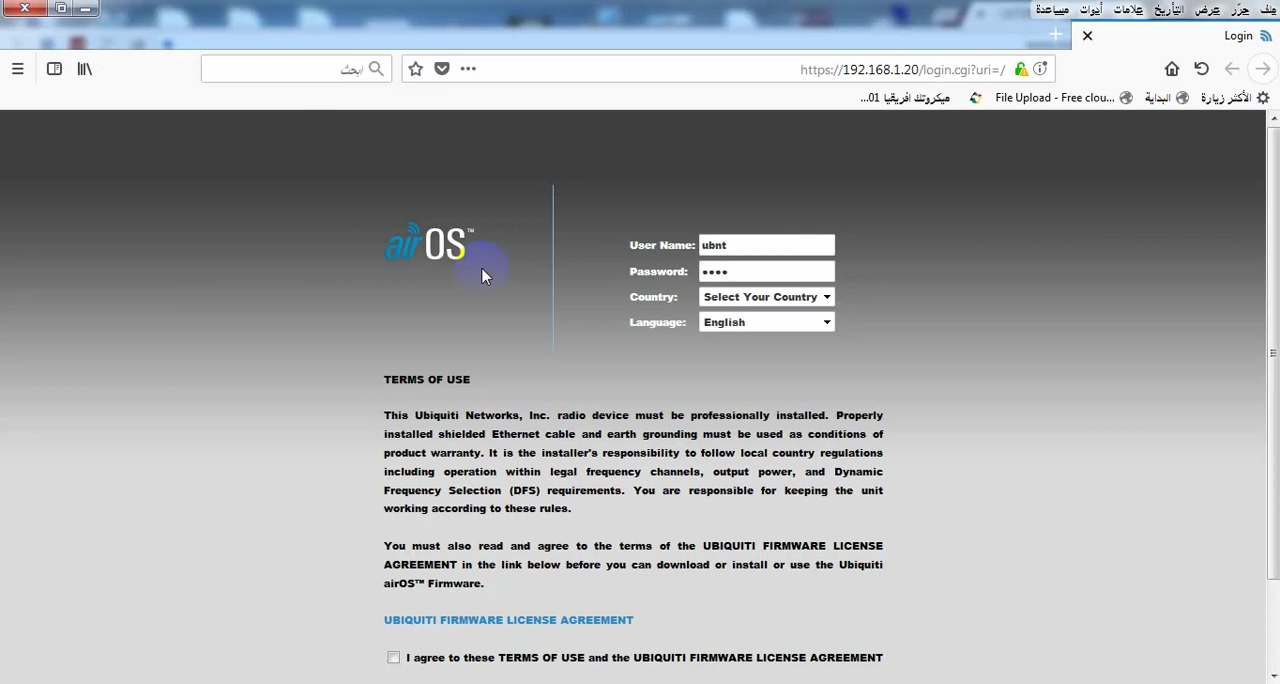 ملف حرّر عرض التأريخ علامات أدوات مساعدة
Login
https://192.168.1.20/login.cgi?uri=/
ابحث
الأكثر زيارة البداية File Upload - Free clou... ميكروتك افريقيا 01...
airOS™
User Name: ubnt
Password: ••••
Country: Select Your Country
Language: English
TERMS OF USE
This Ubiquiti Networks, Inc. radio device must be professionally installed. Properly
installed shielded Ethernet cable and earth grounding must be used as conditions of
product warranty. It is the installer's responsibility to follow local country regulations
including operation within legal frequency channels, output power, and Dynamic
Frequency Selection (DFS) requirements. You are responsible for keeping the unit
working according to these rules.
You must also read and agree to the terms of the UBIQUITI FIRMWARE LICENSE
AGREEMENT in the link below before you can download or install or use the Ubiquiti
airOS™ Firmware.
UBIQUITI FIRMWARE LICENSE AGREEMENT
I agree to these TERMS OF USE and the UBIQUITI FIRMWARE LICENSE AGREEMENT